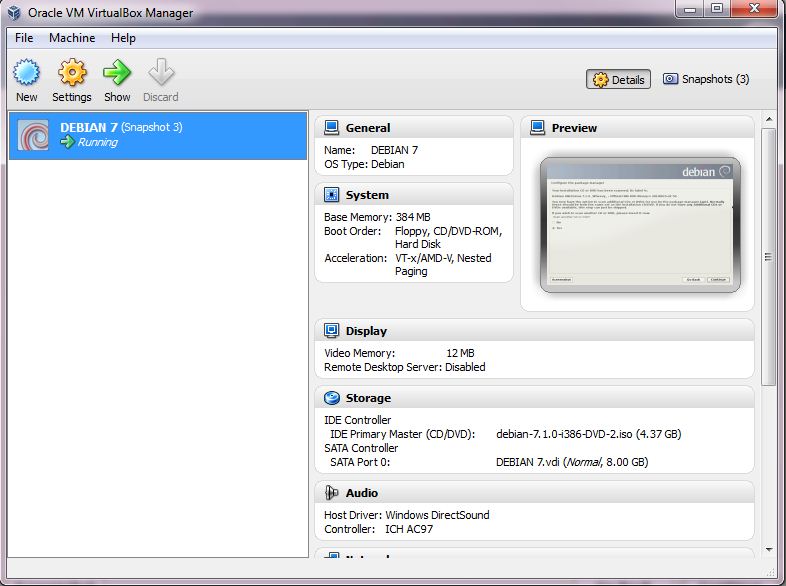 Oracle VM VirtualBox Manager
File Machine Help
New Settings Show Discard
Details Snapshots (3)
DEBIAN 7 (Snapshot 3)
Running
General
Name: DEBIAN 7
OS Type: Debian
System
Base Memory: 384 MB
Boot Order: Floppy, CD/DVD-ROM,
Hard Disk
Acceleration: VT-x/AMD-V, Nested
Paging
Preview
debian
Configure the package manager
Display
Video Memory: 12 MB
Remote Desktop Server: Disabled
Storage
IDE Controller
IDE Primary Master (CD/DVD): debian-7.1.0-i386-DVD-2.iso (4.37 GB)
SATA Controller
SATA Port 0: DEBIAN 7.vdi (Normal, 8.00 GB)
Audio
Host Driver: Windows DirectSound
Controller: ICH AC97